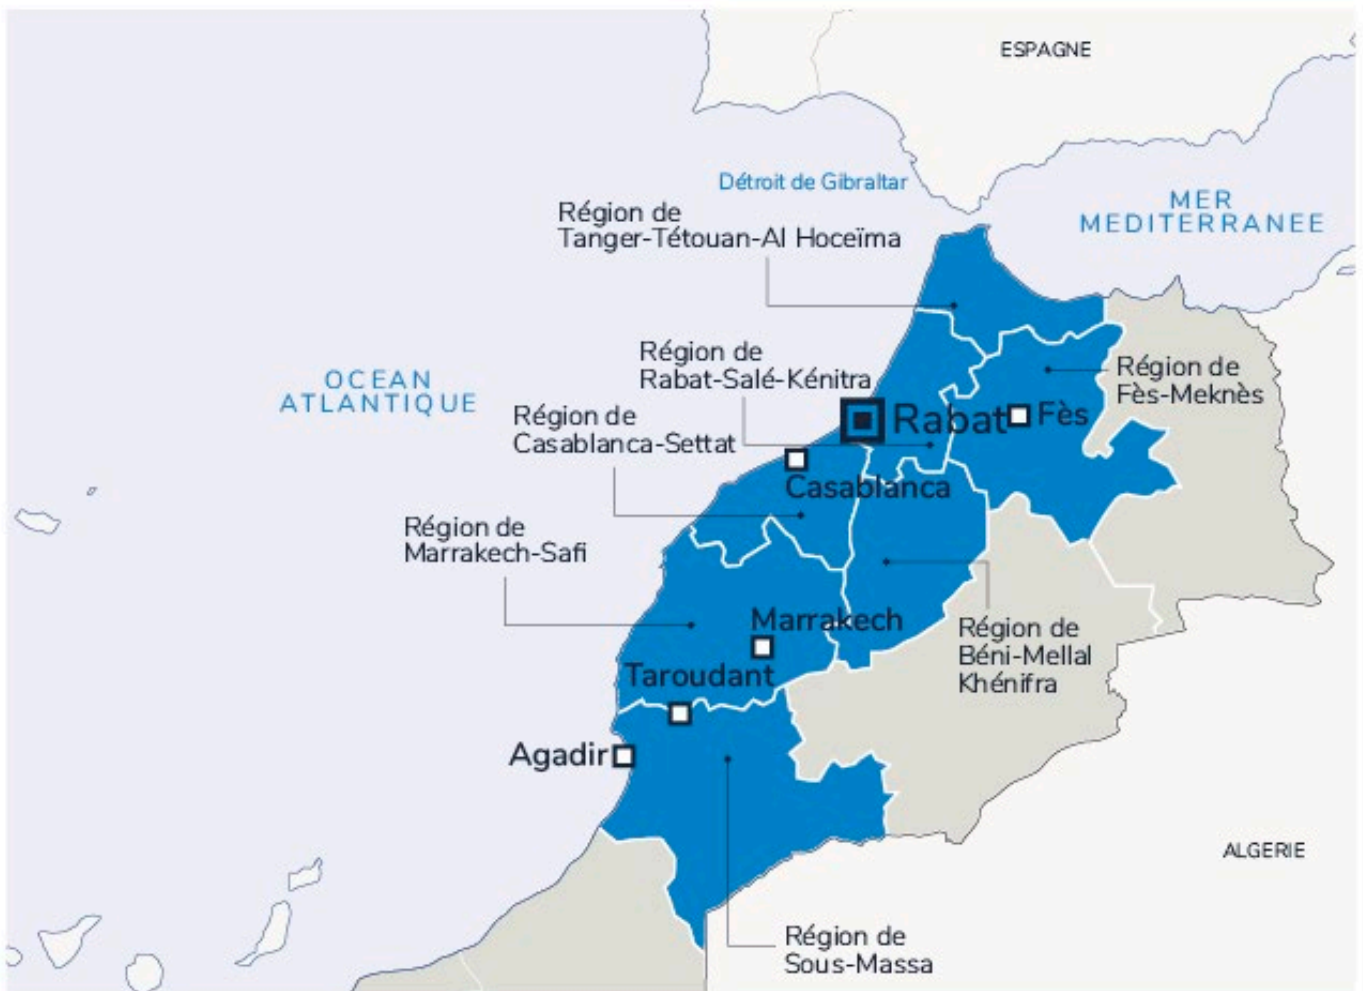 ESPAGNE
Détroit de Gibraltar
MER
MEDITERRANEE
Région de
Tanger-Tétouan-Al Hoceïma
Région de
Rabat-Salé-Kénitra
Région de
Fès-Meknès
OCEAN
ATLANTIQUE
Région de
Casablanca-Settat
Rabat
Fès
Casablanca
Région de
Marrakech-Safi
Marrakech
Région de
Béni-Mellal
Khénifra
Taroudant
Agadir
ALGERIE
Région de
Sous-Massa